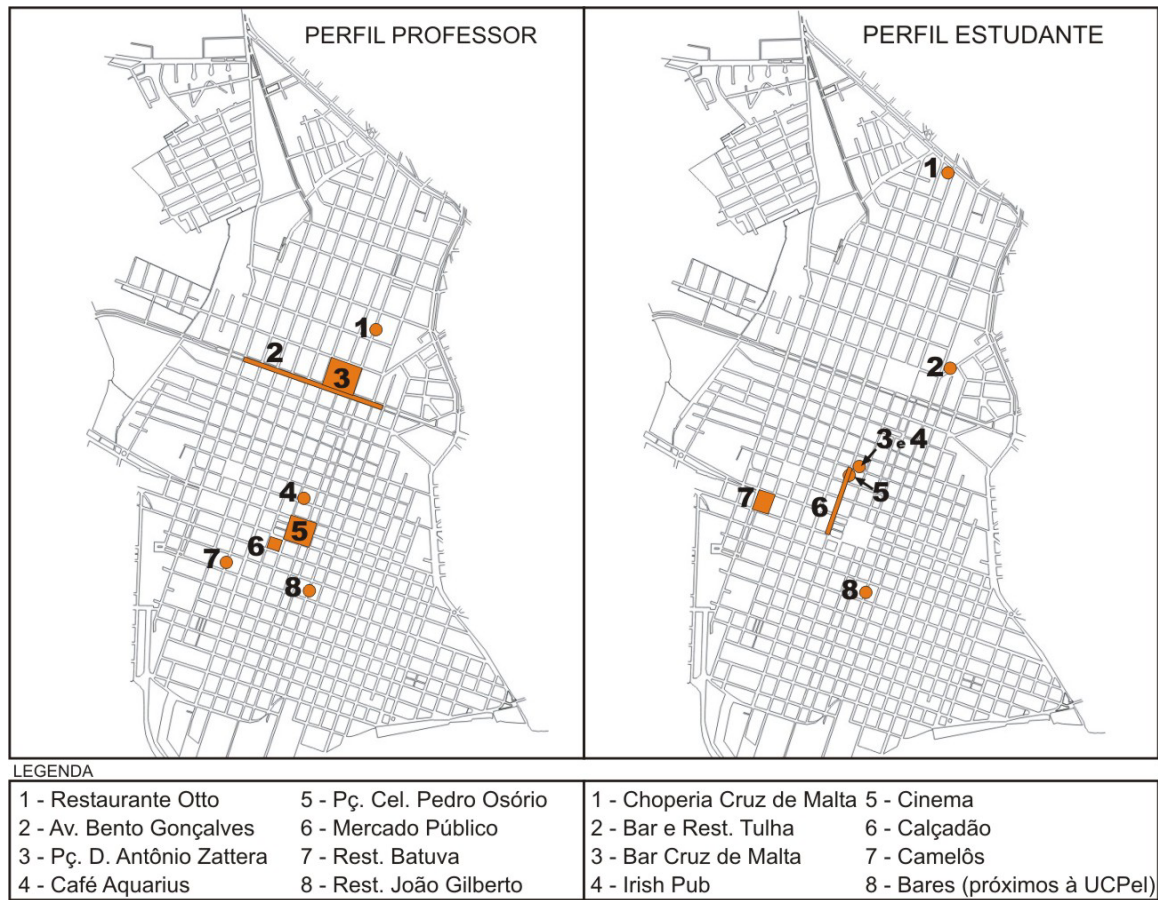 PERFIL PROFESSOR
1
2
3
4
5
6
7
8
PERFIL ESTUDANTE
1
2
3 e 4
5
6
7
8
LEGENDA
1 - Restaurante Otto
2 - Av. Bento Gonçalves
3 - Pç. D. Antônio Zattera
4 - Café Aquarius
5 - Pç. Cel. Pedro Osório
6 - Mercado Público
7 - Rest. Batuva
8 - Rest. João Gilberto
1 - Choperia Cruz de Malta
2 - Bar e Rest. Tulha
3 - Bar Cruz de Malta
4 - Irish Pub
5 - Cinema
6 - Calçadão
7 - Camelôs
8 - Bares (próximos à UCPel)